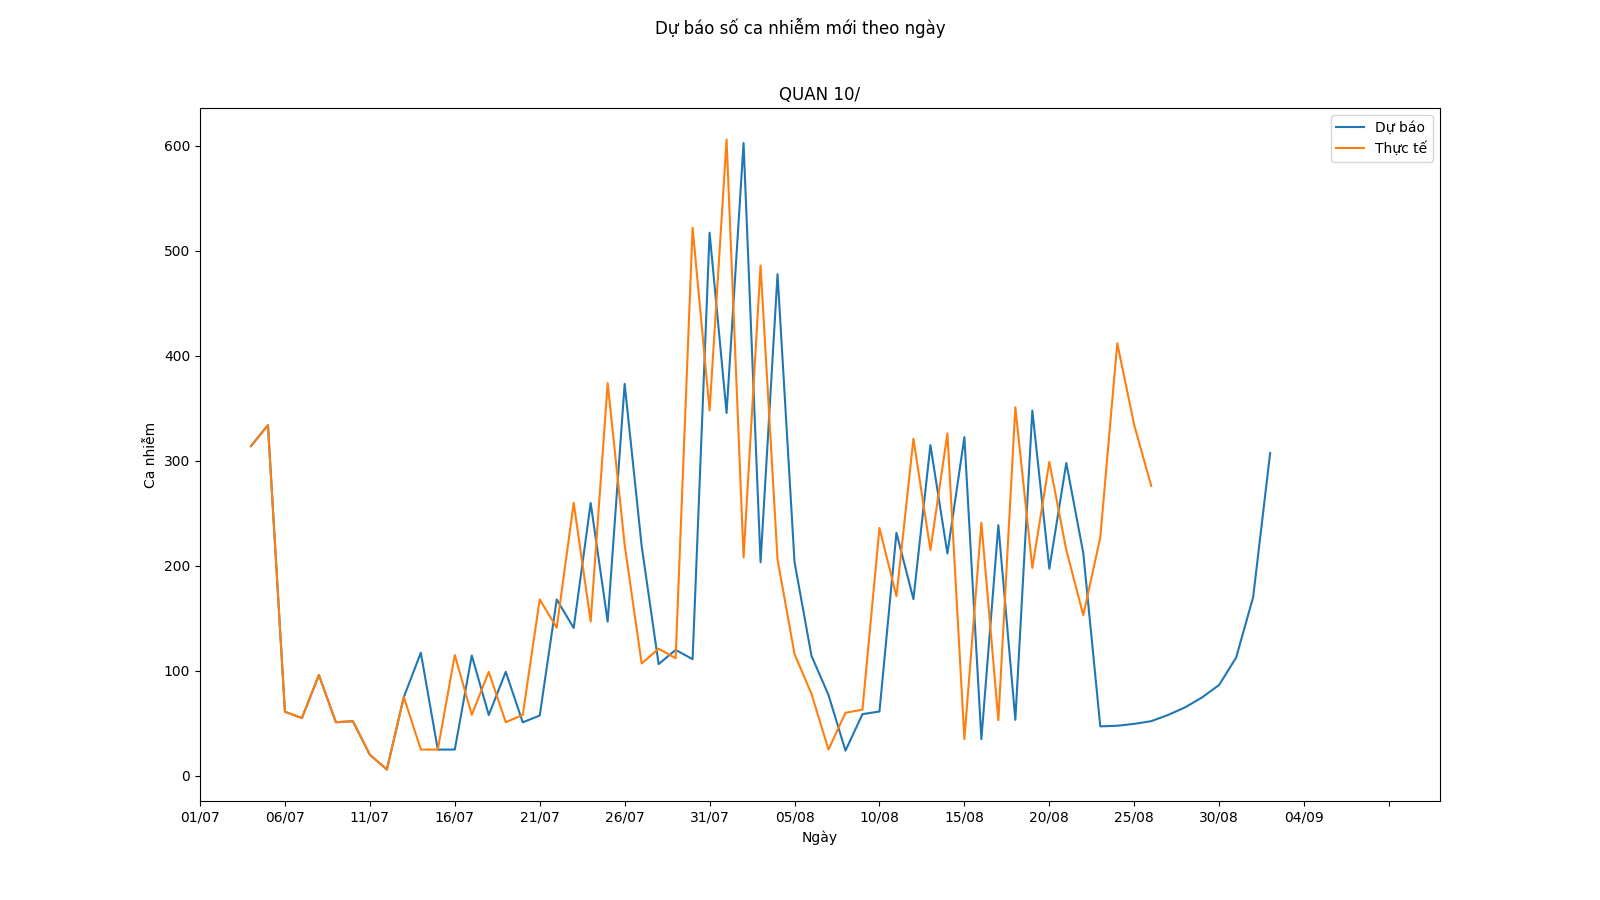 Dự báo số ca nhiễm mới theo ngày
QUAN 10/
Dự báo
Thực tế
600
500
400
300
200
100
0
Ca nhiễm
01/07 06/07 11/07 16/07 21/07 26/07 31/07 05/08 10/08 15/08 20/08 25/08 30/08 04/09
Ngày